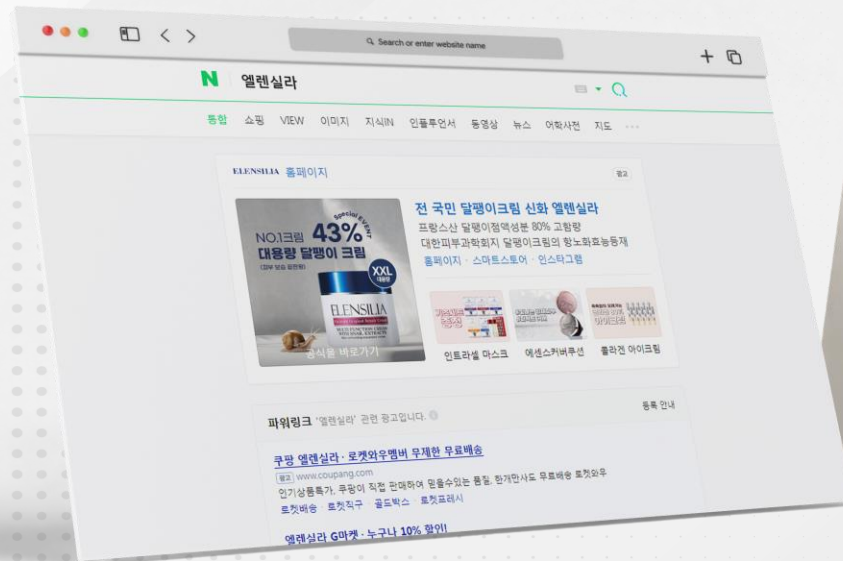 Search or enter website name
N 엘렌실라
통합 쇼핑 VIEW 이미지 지식iN 인플루언서 동영상 뉴스 어학사전 지도 ···
ELENSILIA 홈페이지
광고
Special EVENT
NO.1크림 43%
대용량 달팽이 크림
XXL
대용량
ELENSILIA
공식몰 바로가기
전 국민 달팽이크림 신화 엘렌실라
프랑스산 달팽이점액성분 80% 고함량
대한피부과학회지 달팽이크림의 항노화효능등재
홈페이지 · 스마트스토어 · 인스타그램
인트라셀 마스크
에센스커버쿠션
콜라겐 아이크림
파워링크 '엘렌실라' 관련 광고입니다.
등록 안내
쿠팡 엘렌실라 · 로켓와우멤버 무제한 무료배송
광고 www.coupang.com
인기상품특가, 쿠팡이 직접 판매하여 믿을수있는 품질, 한개만사도 무료배송 로켓와우
로켓배송 · 로켓직구 · 골드박스 · 로켓프레시
엘렌실라 G마켓 · 누구나 10% 할인!